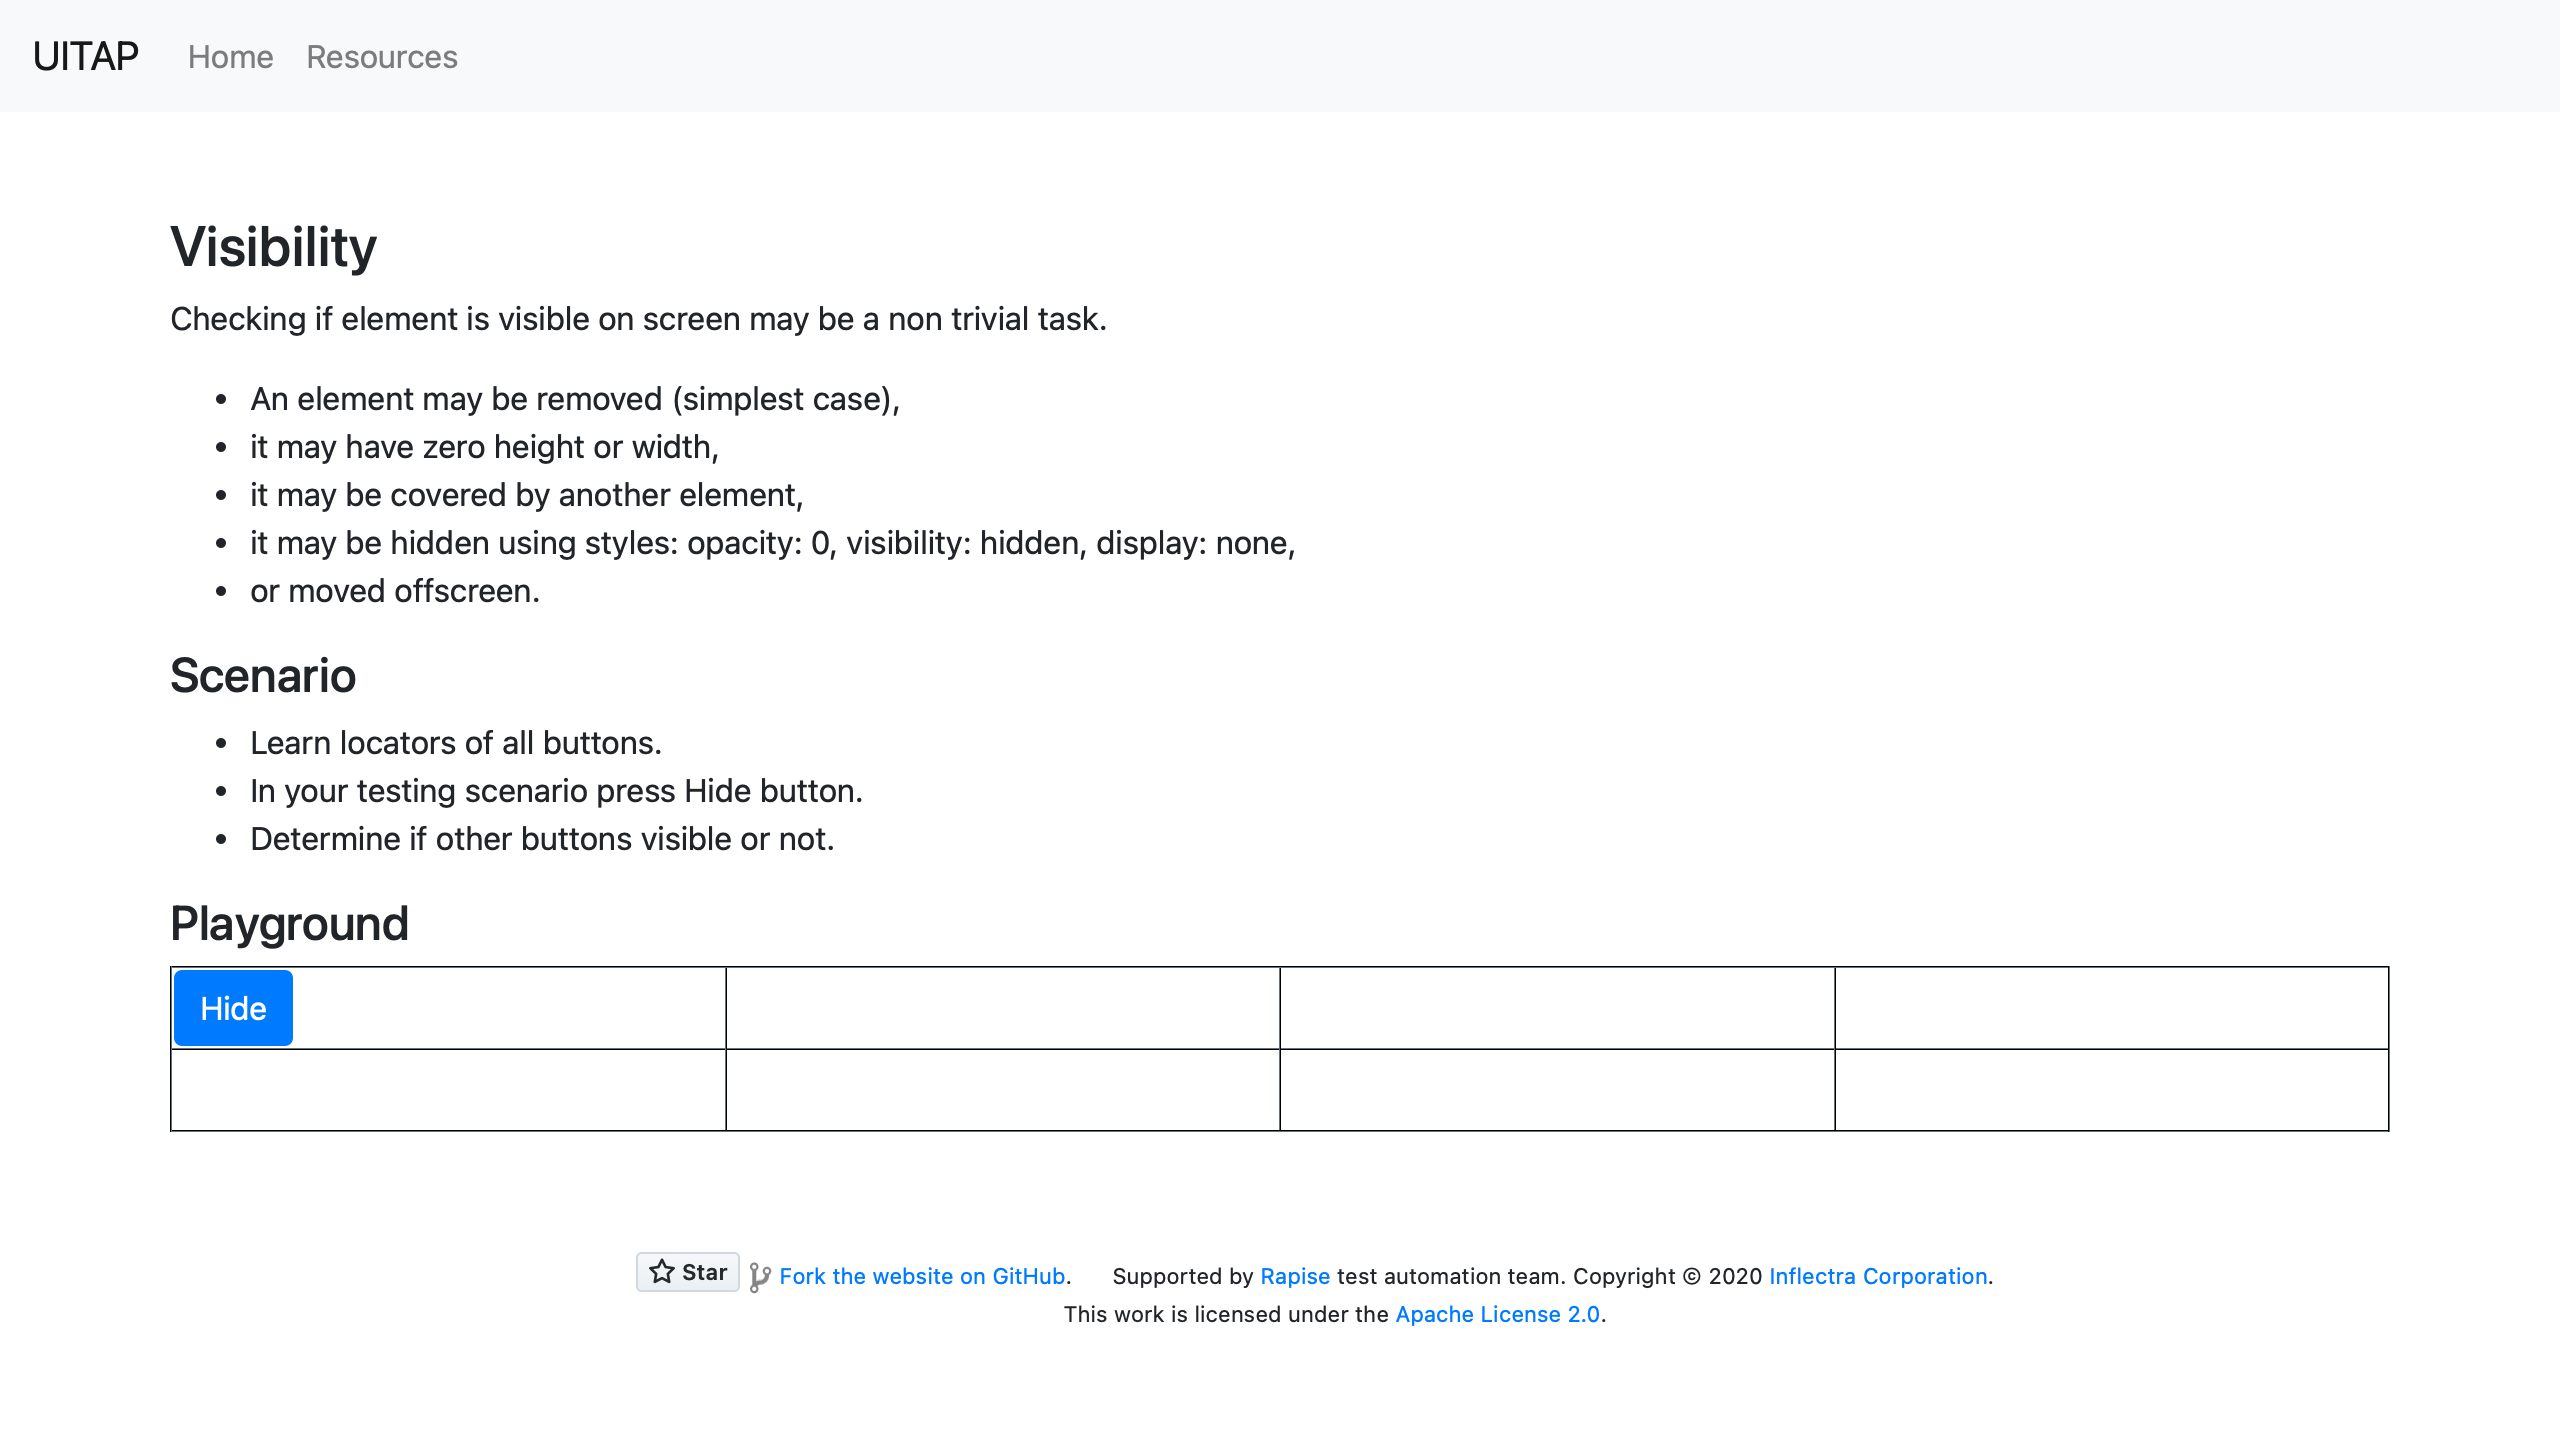 UITAP Home Resources
Visibility
Checking if element is visible on screen may be a non trivial task.
• An element may be removed (simplest case),
• it may have zero height or width,
• it may be covered by another element,
• it may be hidden using styles: opacity: 0, visibility: hidden, display: none,
• or moved offscreen.
Scenario
• Learn locators of all buttons.
• In your testing scenario press Hide button.
• Determine if other buttons visible or not.
Playground
Hide
Star Fork the website on GitHub. Supported by Rapise test automation team. Copyright © 2020 Inflectra Corporation.
This work is licensed under the Apache License 2.0.